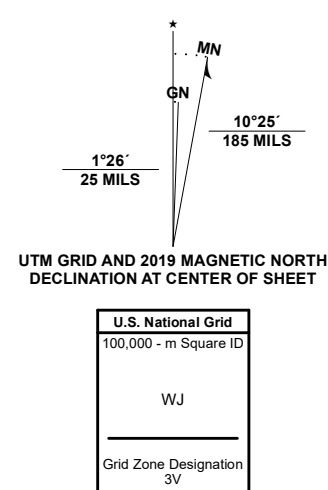 ★
MN
GN
10°25´
185 MILS
1°26´
25 MILS
UTM GRID AND 2019 MAGNETIC NORTH
DECLINATION AT CENTER OF SHEET
U.S. National Grid
100,000 - m Square ID
WJ
Grid Zone Designation
3V